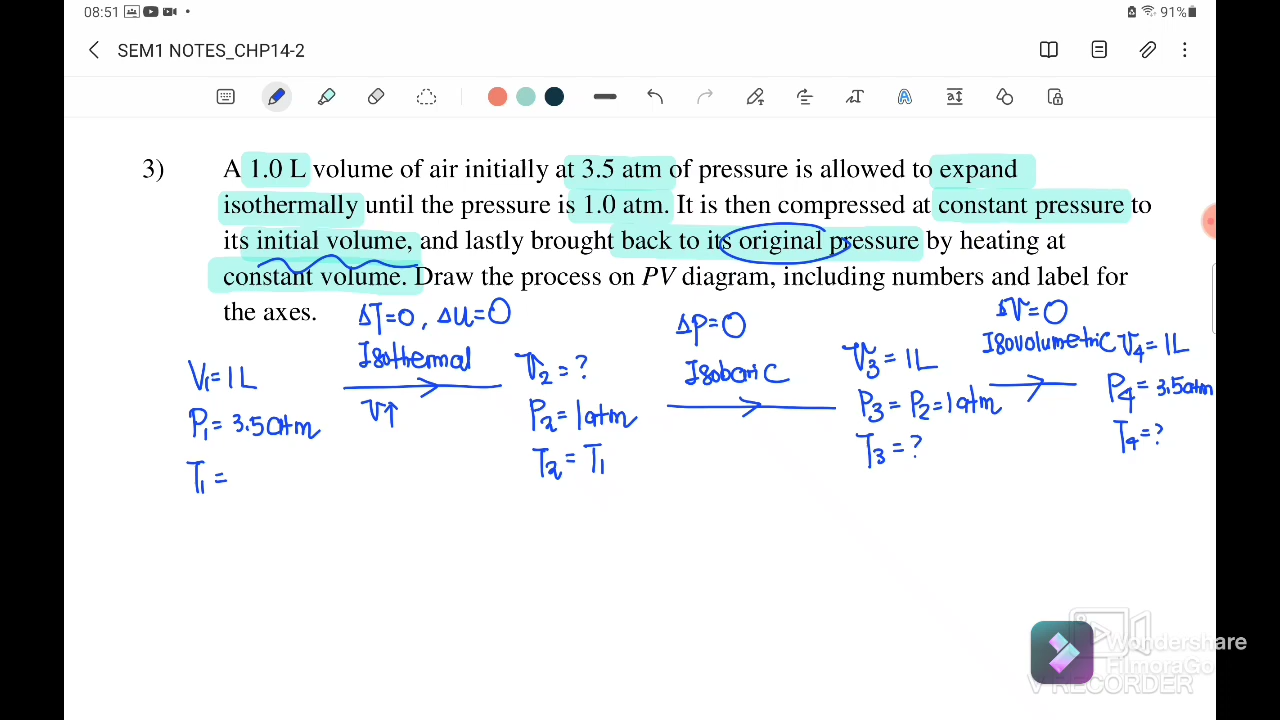 08:51
91%
SEM1 NOTES_CHP14-2
3) A 1.0 L volume of air initially at 3.5 atm of pressure is allowed to expand
isothermally until the pressure is 1.0 atm. It is then compressed at constant pressure to
its initial volume, and lastly brought back to its original pressure by heating at
constant volume. Draw the process on PV diagram, including numbers and label for
the axes.
ΔT=0, ΔU=0
Isothermal
V↑
V₁=1L
P₁=3.5atm
T₁=
V₂=?
P₂=1atm
T₂=T₁
ΔP=0
Isobaric
V₃=1L
P₃=P₂=1atm
T₃=?
ΔV=0
Isovolumetric
V₄=1L
P₄=3.5atm
T₄=?
Wondershare
FilmoraGo
V RECORDER